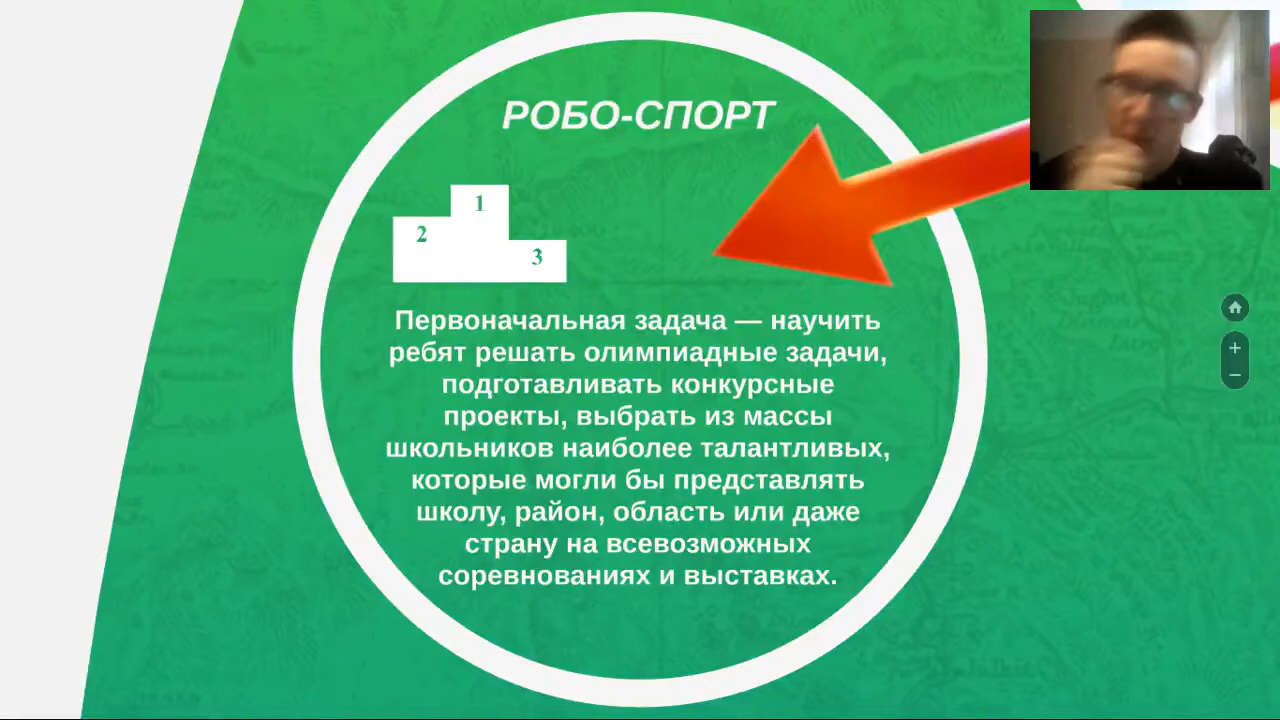 РОБО-СПОРТ
1
2
3
Первоначальная задача — научить
ребят решать олимпиадные задачи,
подготавливать конкурсные
проекты, выбрать из массы
школьников наиболее талантливых,
которые могли бы представлять
школу, район, область или даже
страну на всевозможных
соревнованиях и выставках.